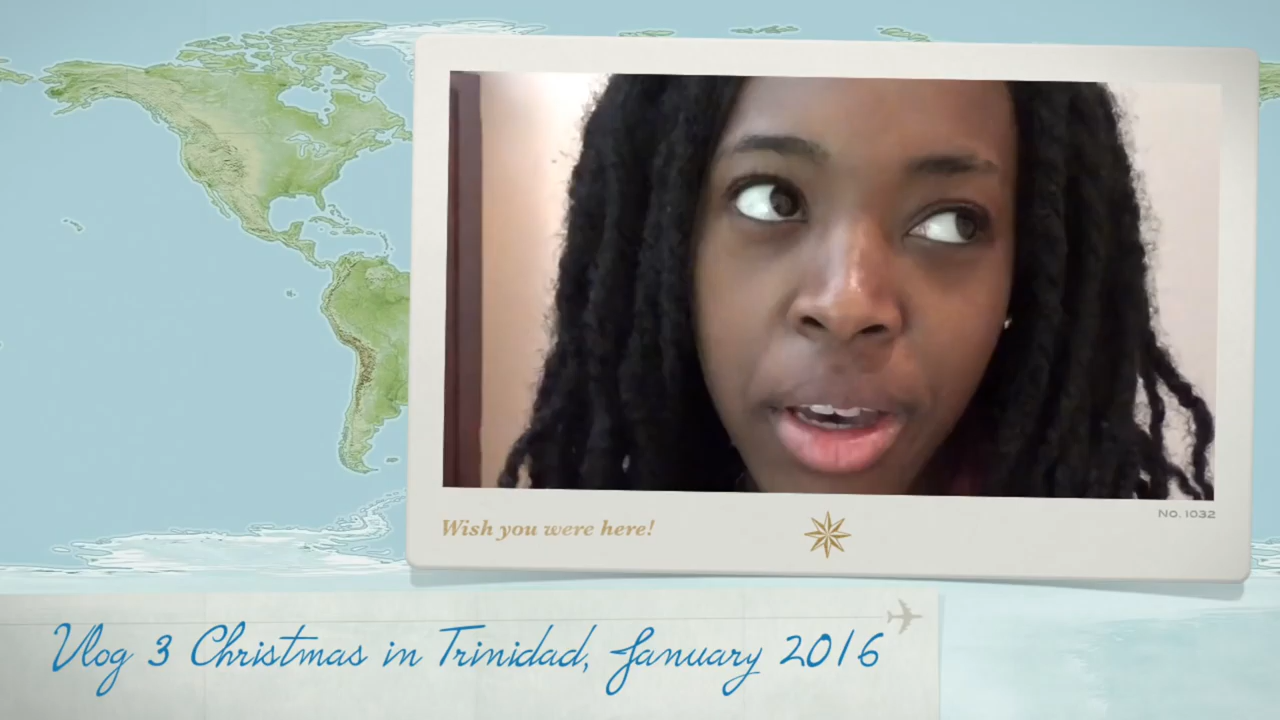 No. 1032
Wish you were here!
Vlog 3 Christmas in Trinidad, January 2016